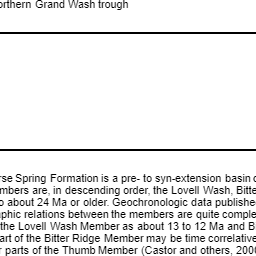 orthern Grand Wash trough
rse Spring Formation is a pre- to syn-extension basin
mbers are, in descending order, the Lovell Wash, Bitte
o about 24 Ma or older. Geochronologic data publishe
aphic relations between the members are quite comple
the Lovell Wash Member as about 13 to 12 Ma and B
art of the Bitter Ridge Member may be time correlative
r parts of the Thumb Member (Castor and others, 200